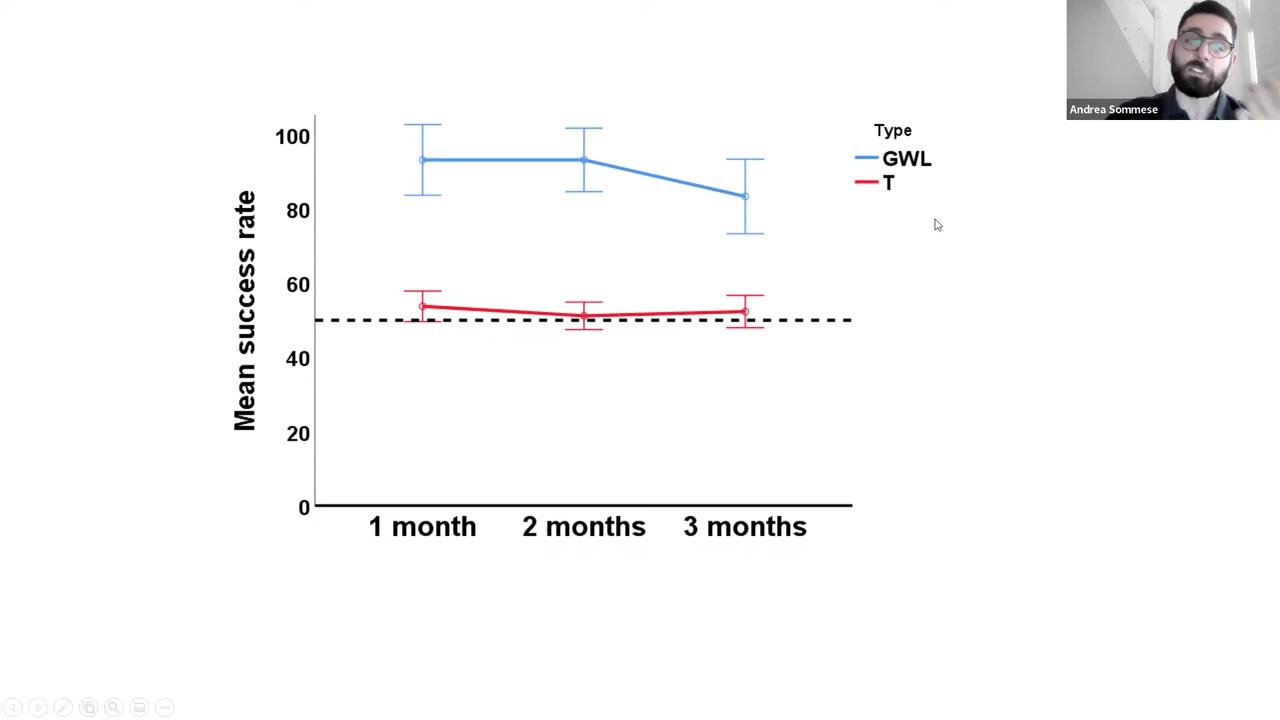 Andrea Sommese
Type
GWL
T
Mean success rate
100
80
60
40
20
0
1 month 2 months 3 months